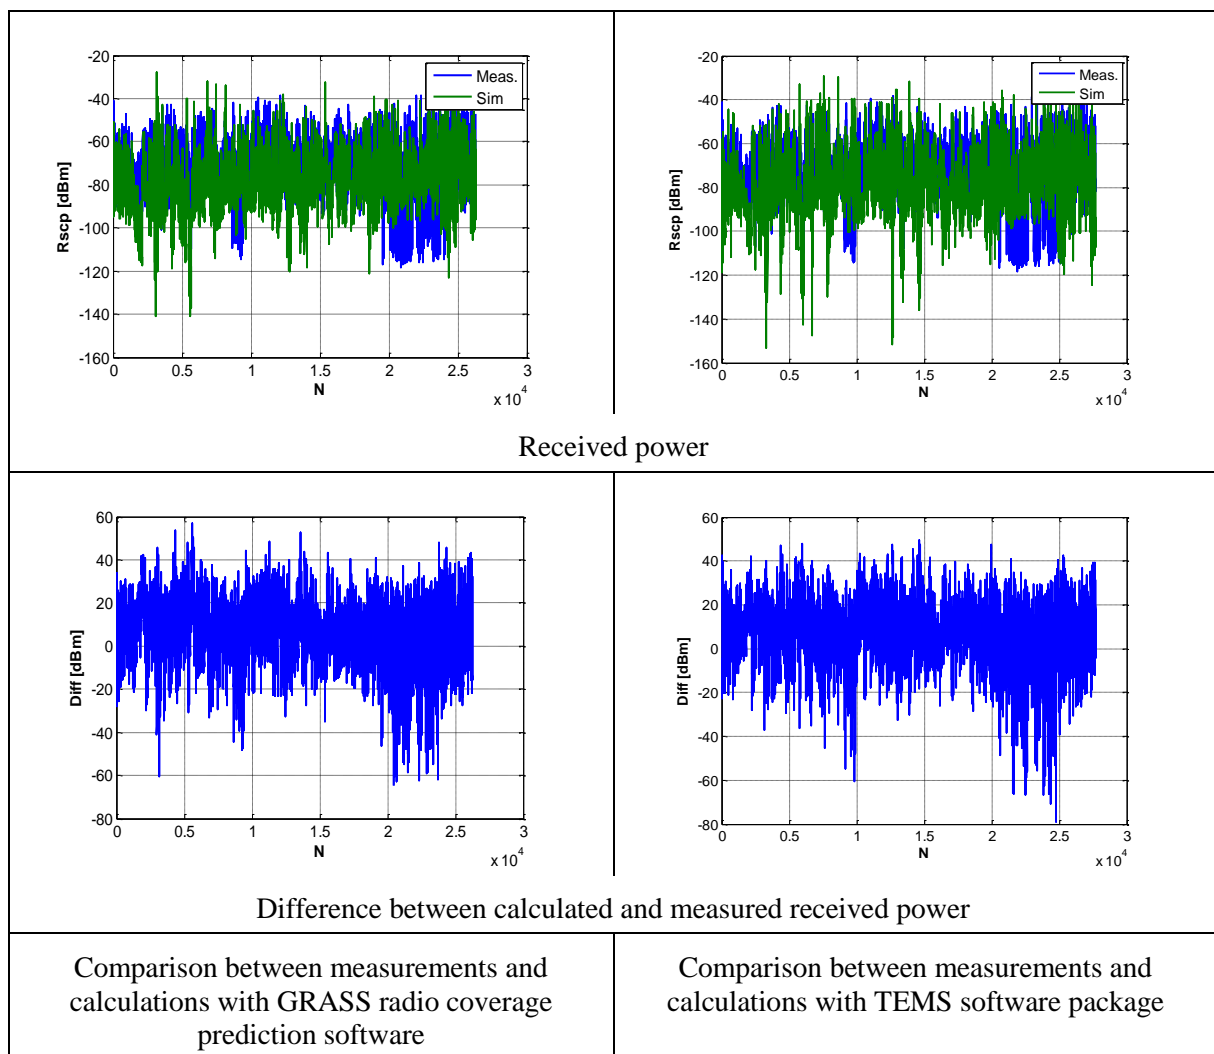 -20
-40
-60
-80
-100
-120
-140
-160
Rscp [dBm]
Meas.
Sim
0 0.5 1 1.5 2 2.5 3
N
x 10^4
-20
-40
-60
-80
-100
-120
-140
-160
Rscp [dBm]
Meas.
Sim
0 0.5 1 1.5 2 2.5 3
N
x 10^4
Received power
60
40
20
0
-20
-40
-60
-80
Diff [dBm]
0 0.5 1 1.5 2 2.5 3
N
x 10^4
60
40
20
0
-20
-40
-60
-80
Diff [dBm]
0 0.5 1 1.5 2 2.5 3
N
x 10^4
Difference between calculated and measured received power
Comparison between measurements and
calculations with GRASS radio coverage
prediction software
Comparison between measurements and
calculations with TEMS software package